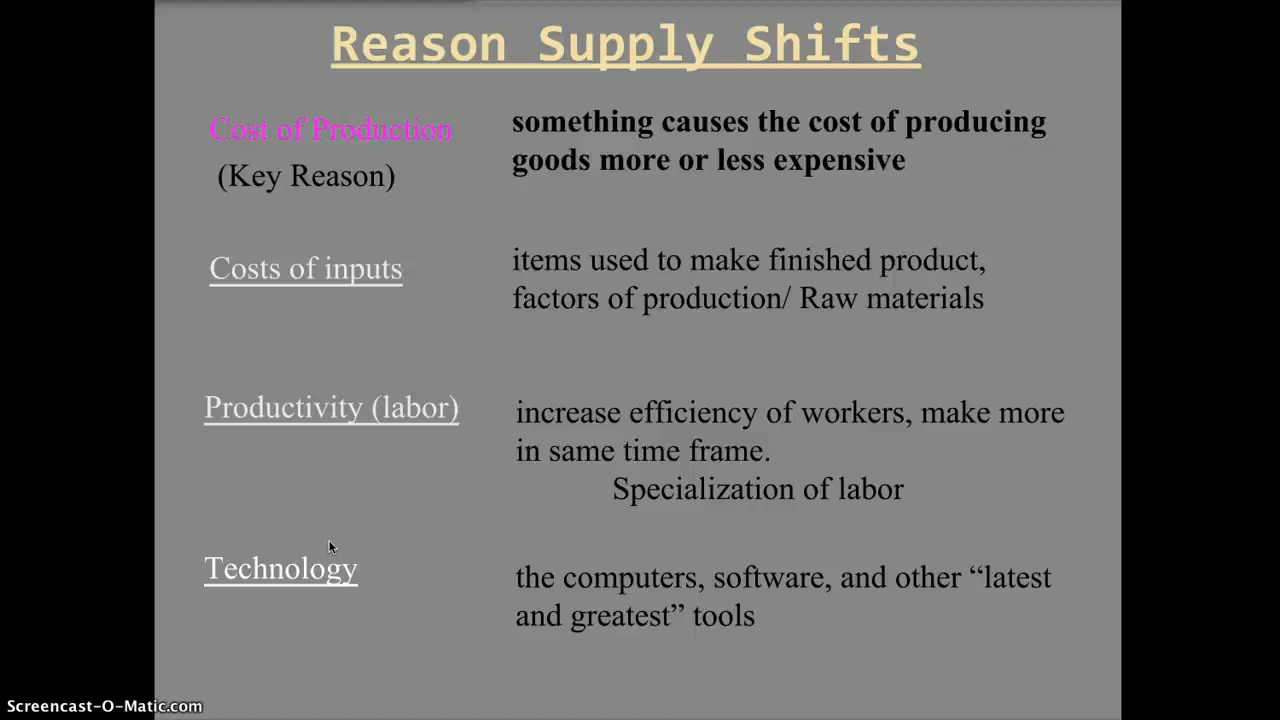 Reason Supply Shifts
Cost of Production
(Key Reason)
something causes the cost of producing
goods more or less expensive
Costs of inputs
items used to make finished product,
factors of production/ Raw materials
Productivity (labor)
increase efficiency of workers, make more
in same time frame.
Specialization of labor
Technology
the computers, software, and other “latest
and greatest” tools
Screencast-O-Matic.com